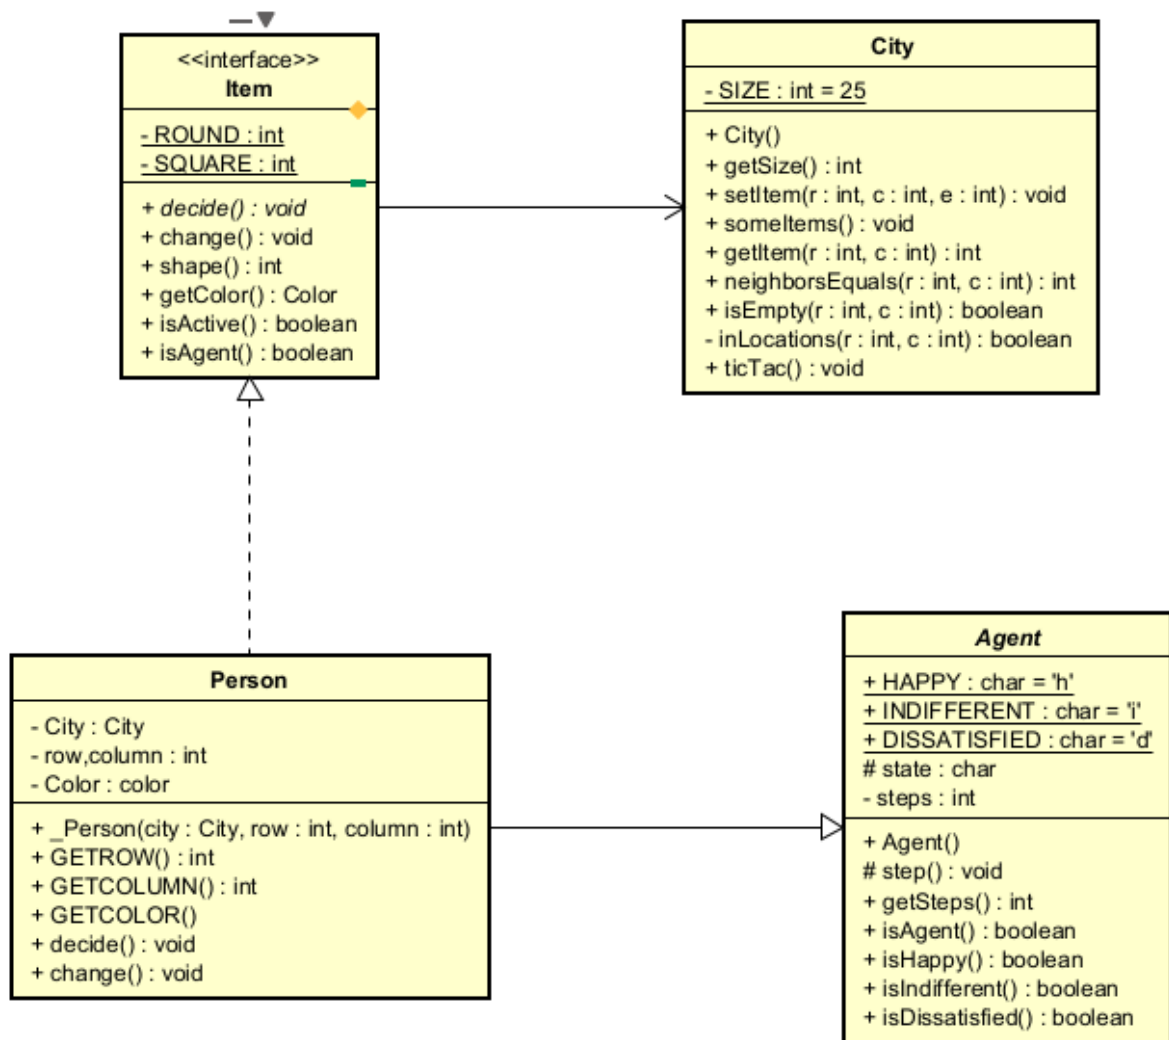 <<interface>>
Item
- ROUND : int
- SQUARE : int
+ decide() : void
+ change() : void
+ shape() : int
+ getColor() : Color
+ isActive() : boolean
+ isAgent() : boolean
City
- SIZE : int = 25
+ City()
+ getSize() : int
+ setItem(r : int, c : int, e : int) : void
+ someItems() : void
+ getItem(r : int, c : int) : int
+ neighborsEquals(r : int, c : int) : int
+ isEmpty(r : int, c : int) : boolean
- inLocations(r : int, c : int) : boolean
+ ticTac() : void
Person
- City : City
- row,column : int
- Color : color
+ _Person(city : City, row : int, column : int)
+ GETROW() : int
+ GETCOLUMN() : int
+ GETCOLOR()
+ decide() : void
+ change() : void
Agent
+ HAPPY : char = 'h'
+ INDIFFERENT : char = 'i'
+ DISSATISFIED : char = 'd'
# state : char
- steps : int
+ Agent()
# step() : void
+ getSteps() : int
+ isAgent() : boolean
+ isHappy() : boolean
+ isIndifferent() : boolean
+ isDissatisfied() : boolean